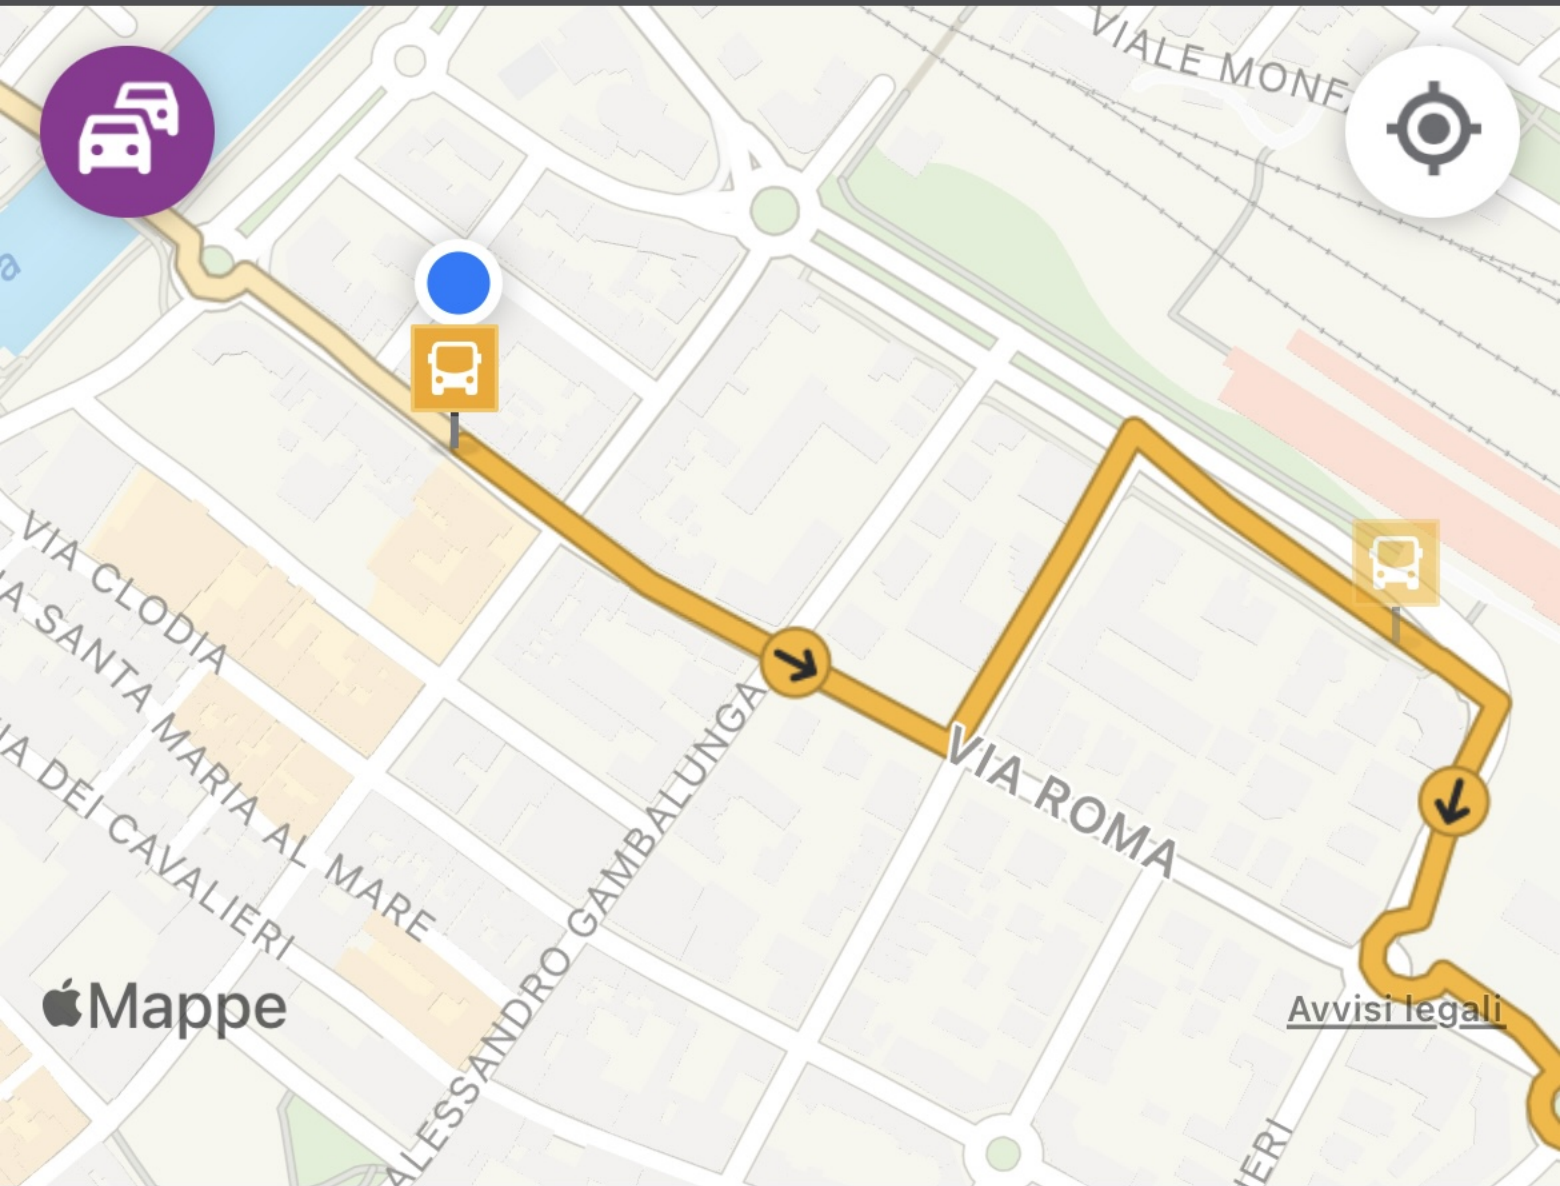 VIALE MONF
a
VIA CLODIA
A SANTA MARIA AL MARE
IA DEI CAVALIERI
ALESSANDRO GAMBALUNGA
VIA ROMA
Mappe
Avvisi legali
IERI